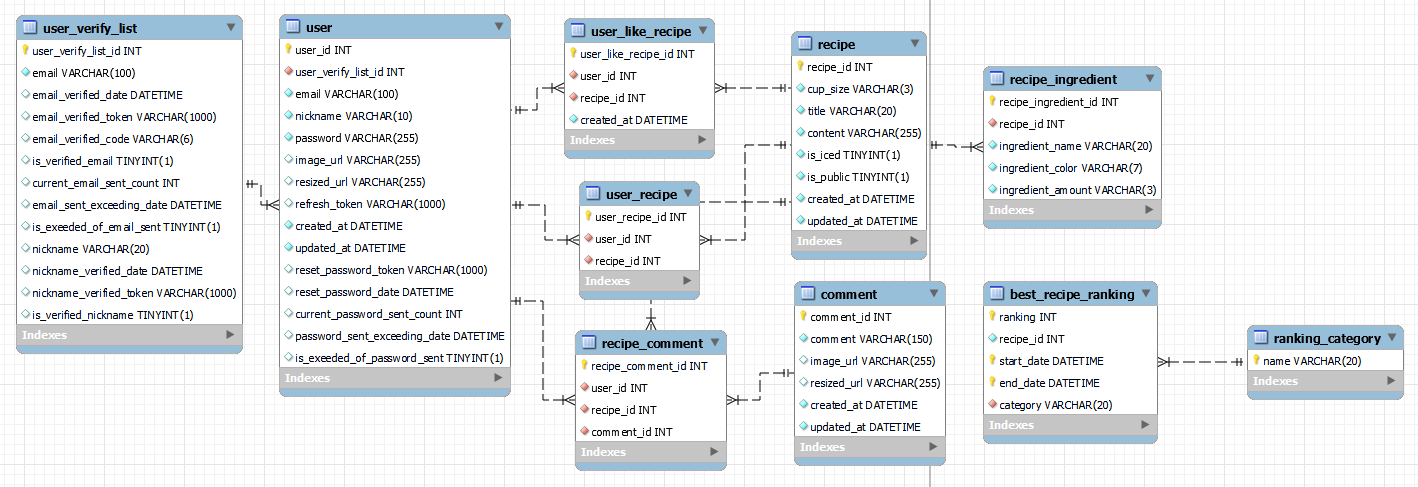 user_verify_list
user_verify_list_id INT
email VARCHAR(100)
email_verified_date DATETIME
email_verified_token VARCHAR(1000)
email_verified_code VARCHAR(6)
is_verified_email TINYINT(1)
current_email_sent_count INT
email_sent_exceeding_date DATETIME
is_exeeded_of_email_sent TINYINT(1)
nickname VARCHAR(20)
nickname_verified_date DATETIME
nickname_verified_token VARCHAR(1000)
is_verified_nickname TINYINT(1)
Indexes
user
user_id INT
user_verify_list_id INT
email VARCHAR(100)
nickname VARCHAR(10)
password VARCHAR(255)
image_url VARCHAR(255)
resized_url VARCHAR(255)
refresh_token VARCHAR(1000)
created_at DATETIME
updated_at DATETIME
reset_password_token VARCHAR(1000)
reset_password_date DATETIME
current_password_sent_count INT
password_sent_exceeding_date DATETIME
is_exeeded_of_password_sent TINYINT(1)
Indexes
user_like_recipe
user_like_recipe_id INT
user_id INT
recipe_id INT
created_at DATETIME
Indexes
user_recipe
user_recipe_id INT
user_id INT
recipe_id INT
Indexes
recipe_comment
recipe_comment_id INT
user_id INT
recipe_id INT
comment_id INT
Indexes
recipe
recipe_id INT
cup_size VARCHAR(3)
title VARCHAR(20)
content VARCHAR(255)
is_iced TINYINT(1)
is_public TINYINT(1)
created_at DATETIME
updated_at DATETIME
Indexes
comment
comment_id INT
comment VARCHAR(150)
image_url VARCHAR(255)
resized_url VARCHAR(255)
created_at DATETIME
updated_at DATETIME
Indexes
recipe_ingredient
recipe_ingredient_id INT
recipe_id INT
ingredient_name VARCHAR(20)
ingredient_color VARCHAR(7)
ingredient_amount VARCHAR(3)
Indexes
best_recipe_ranking
ranking INT
recipe_id INT
start_date DATETIME
end_date DATETIME
category VARCHAR(20)
Indexes
ranking_category
name VARCHAR(20)
Indexes